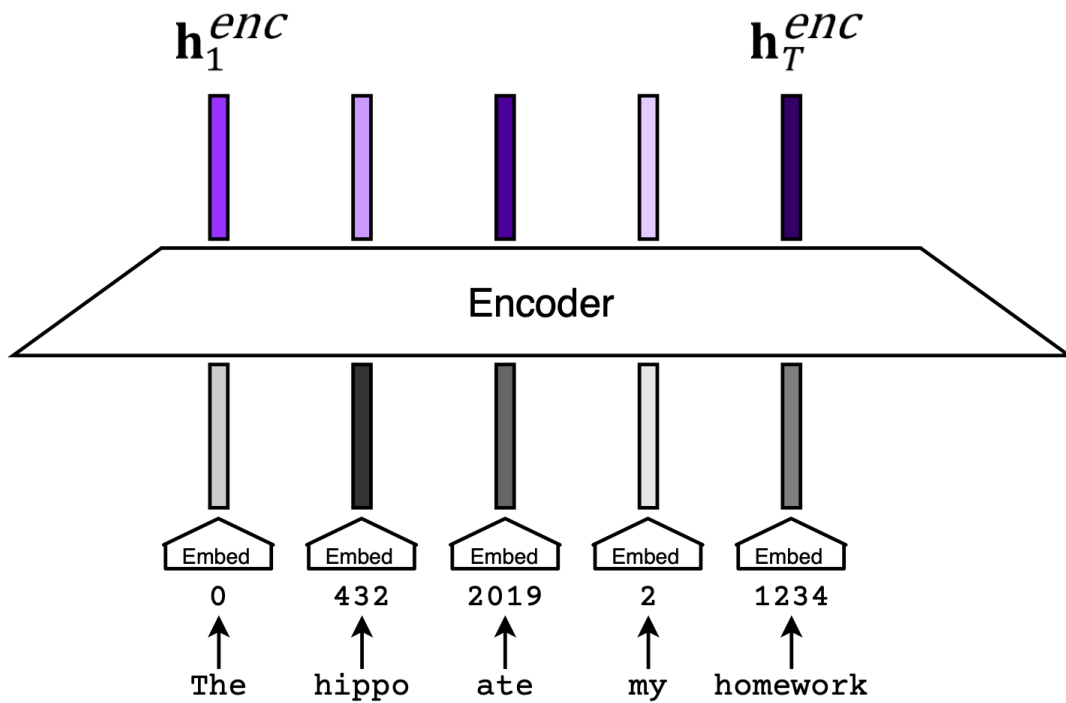 h_1^{enc} h_T^{enc}
Encoder
Embed Embed Embed Embed Embed
0 432 2019 2 1234
The hippo ate my homework